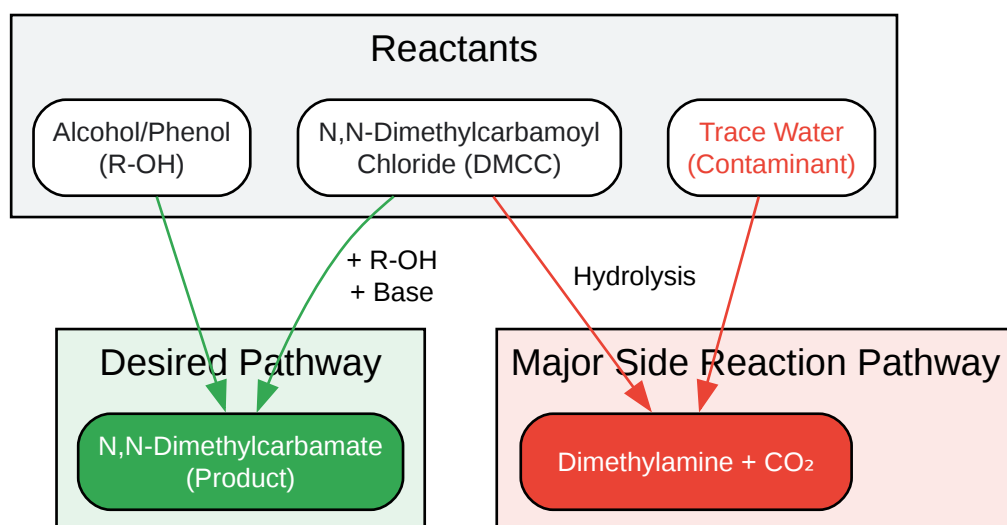 Reactants
Alcohol/Phenol
(R-OH)
N,N-Dimethylcarbamoyl
Chloride (DMCC)
Trace Water
(Contaminant)
+ R-OH
+ Base
Hydrolysis
Desired Pathway
N,N-Dimethylcarbamate
(Product)
Major Side Reaction Pathway
Dimethylamine + CO₂